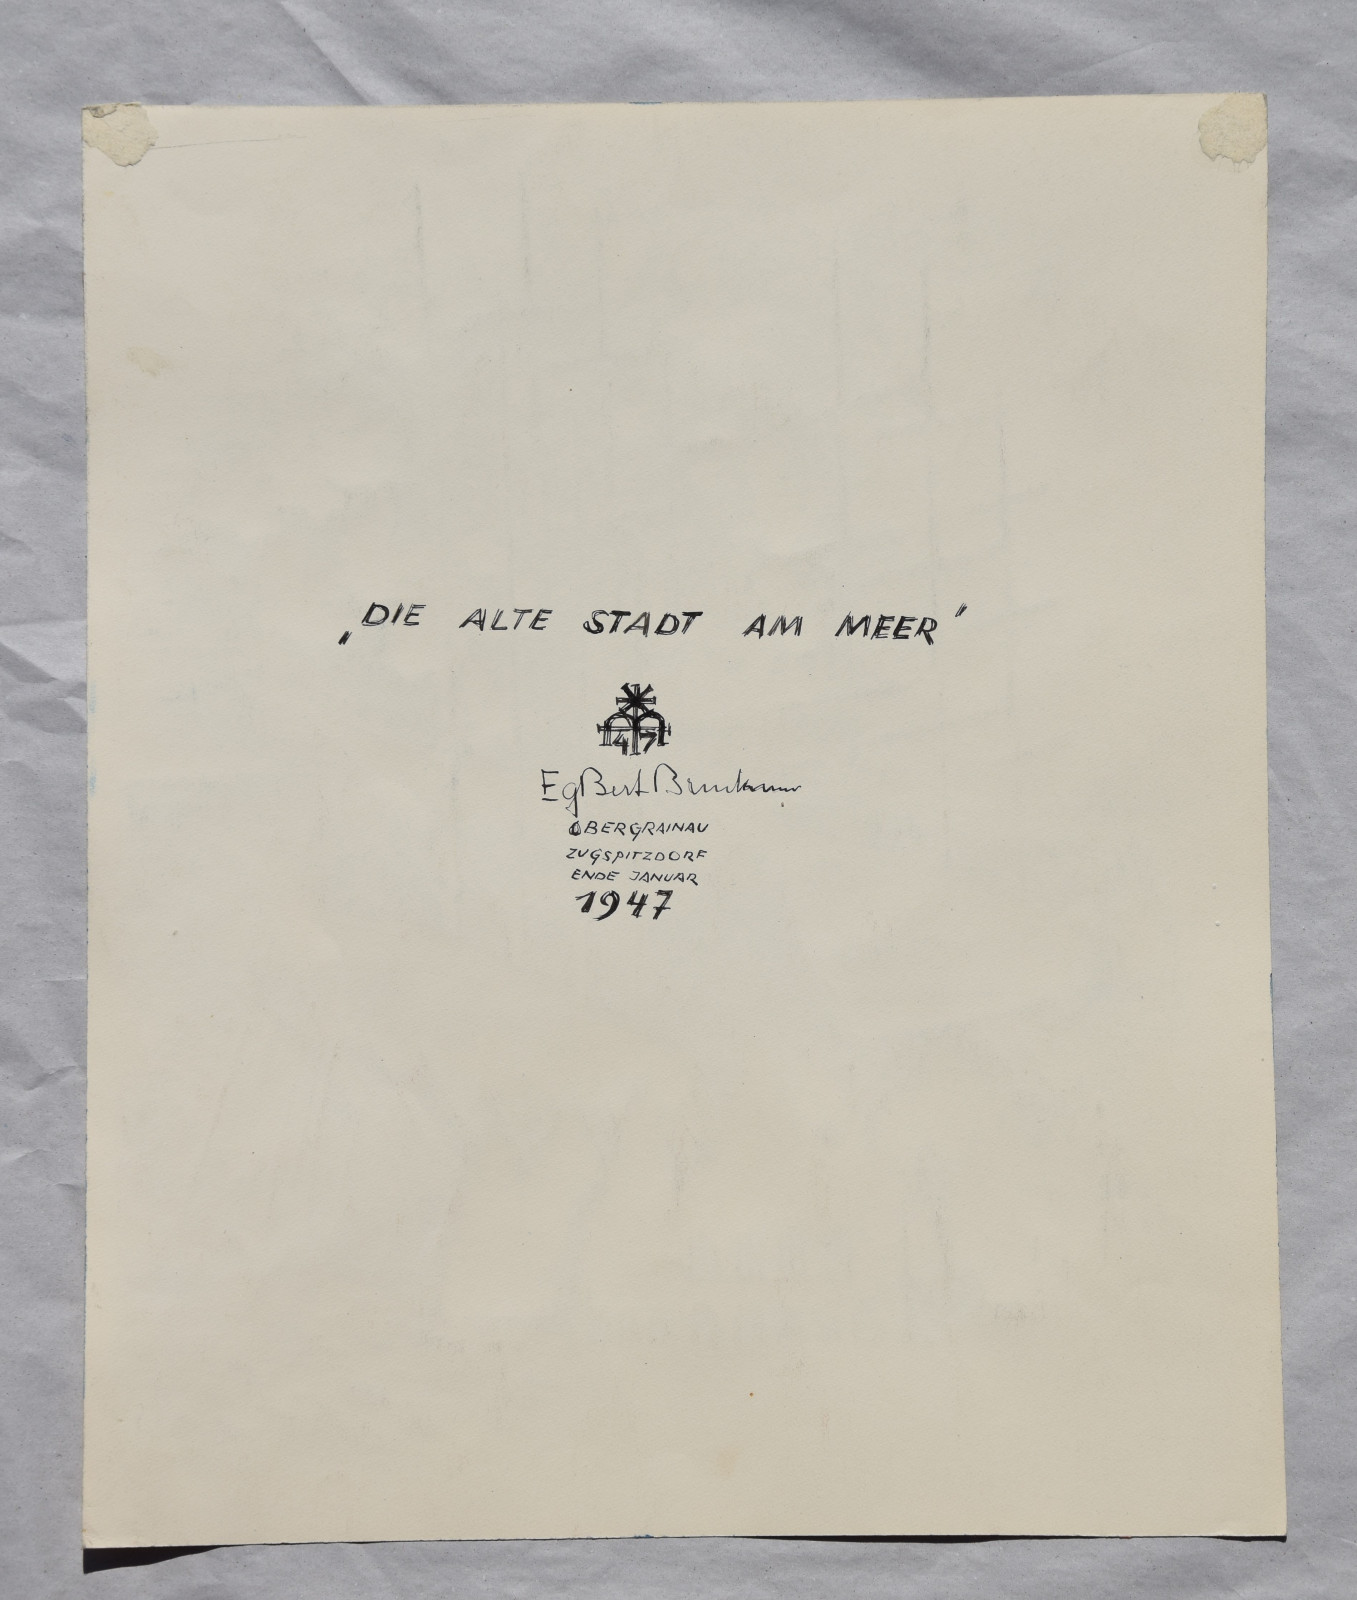 „DIE ALTE STADT AM MEER"
47
EgBert
OBERGRAINAU
ZUGSPITZDORF
ENDE JANUAR
1947